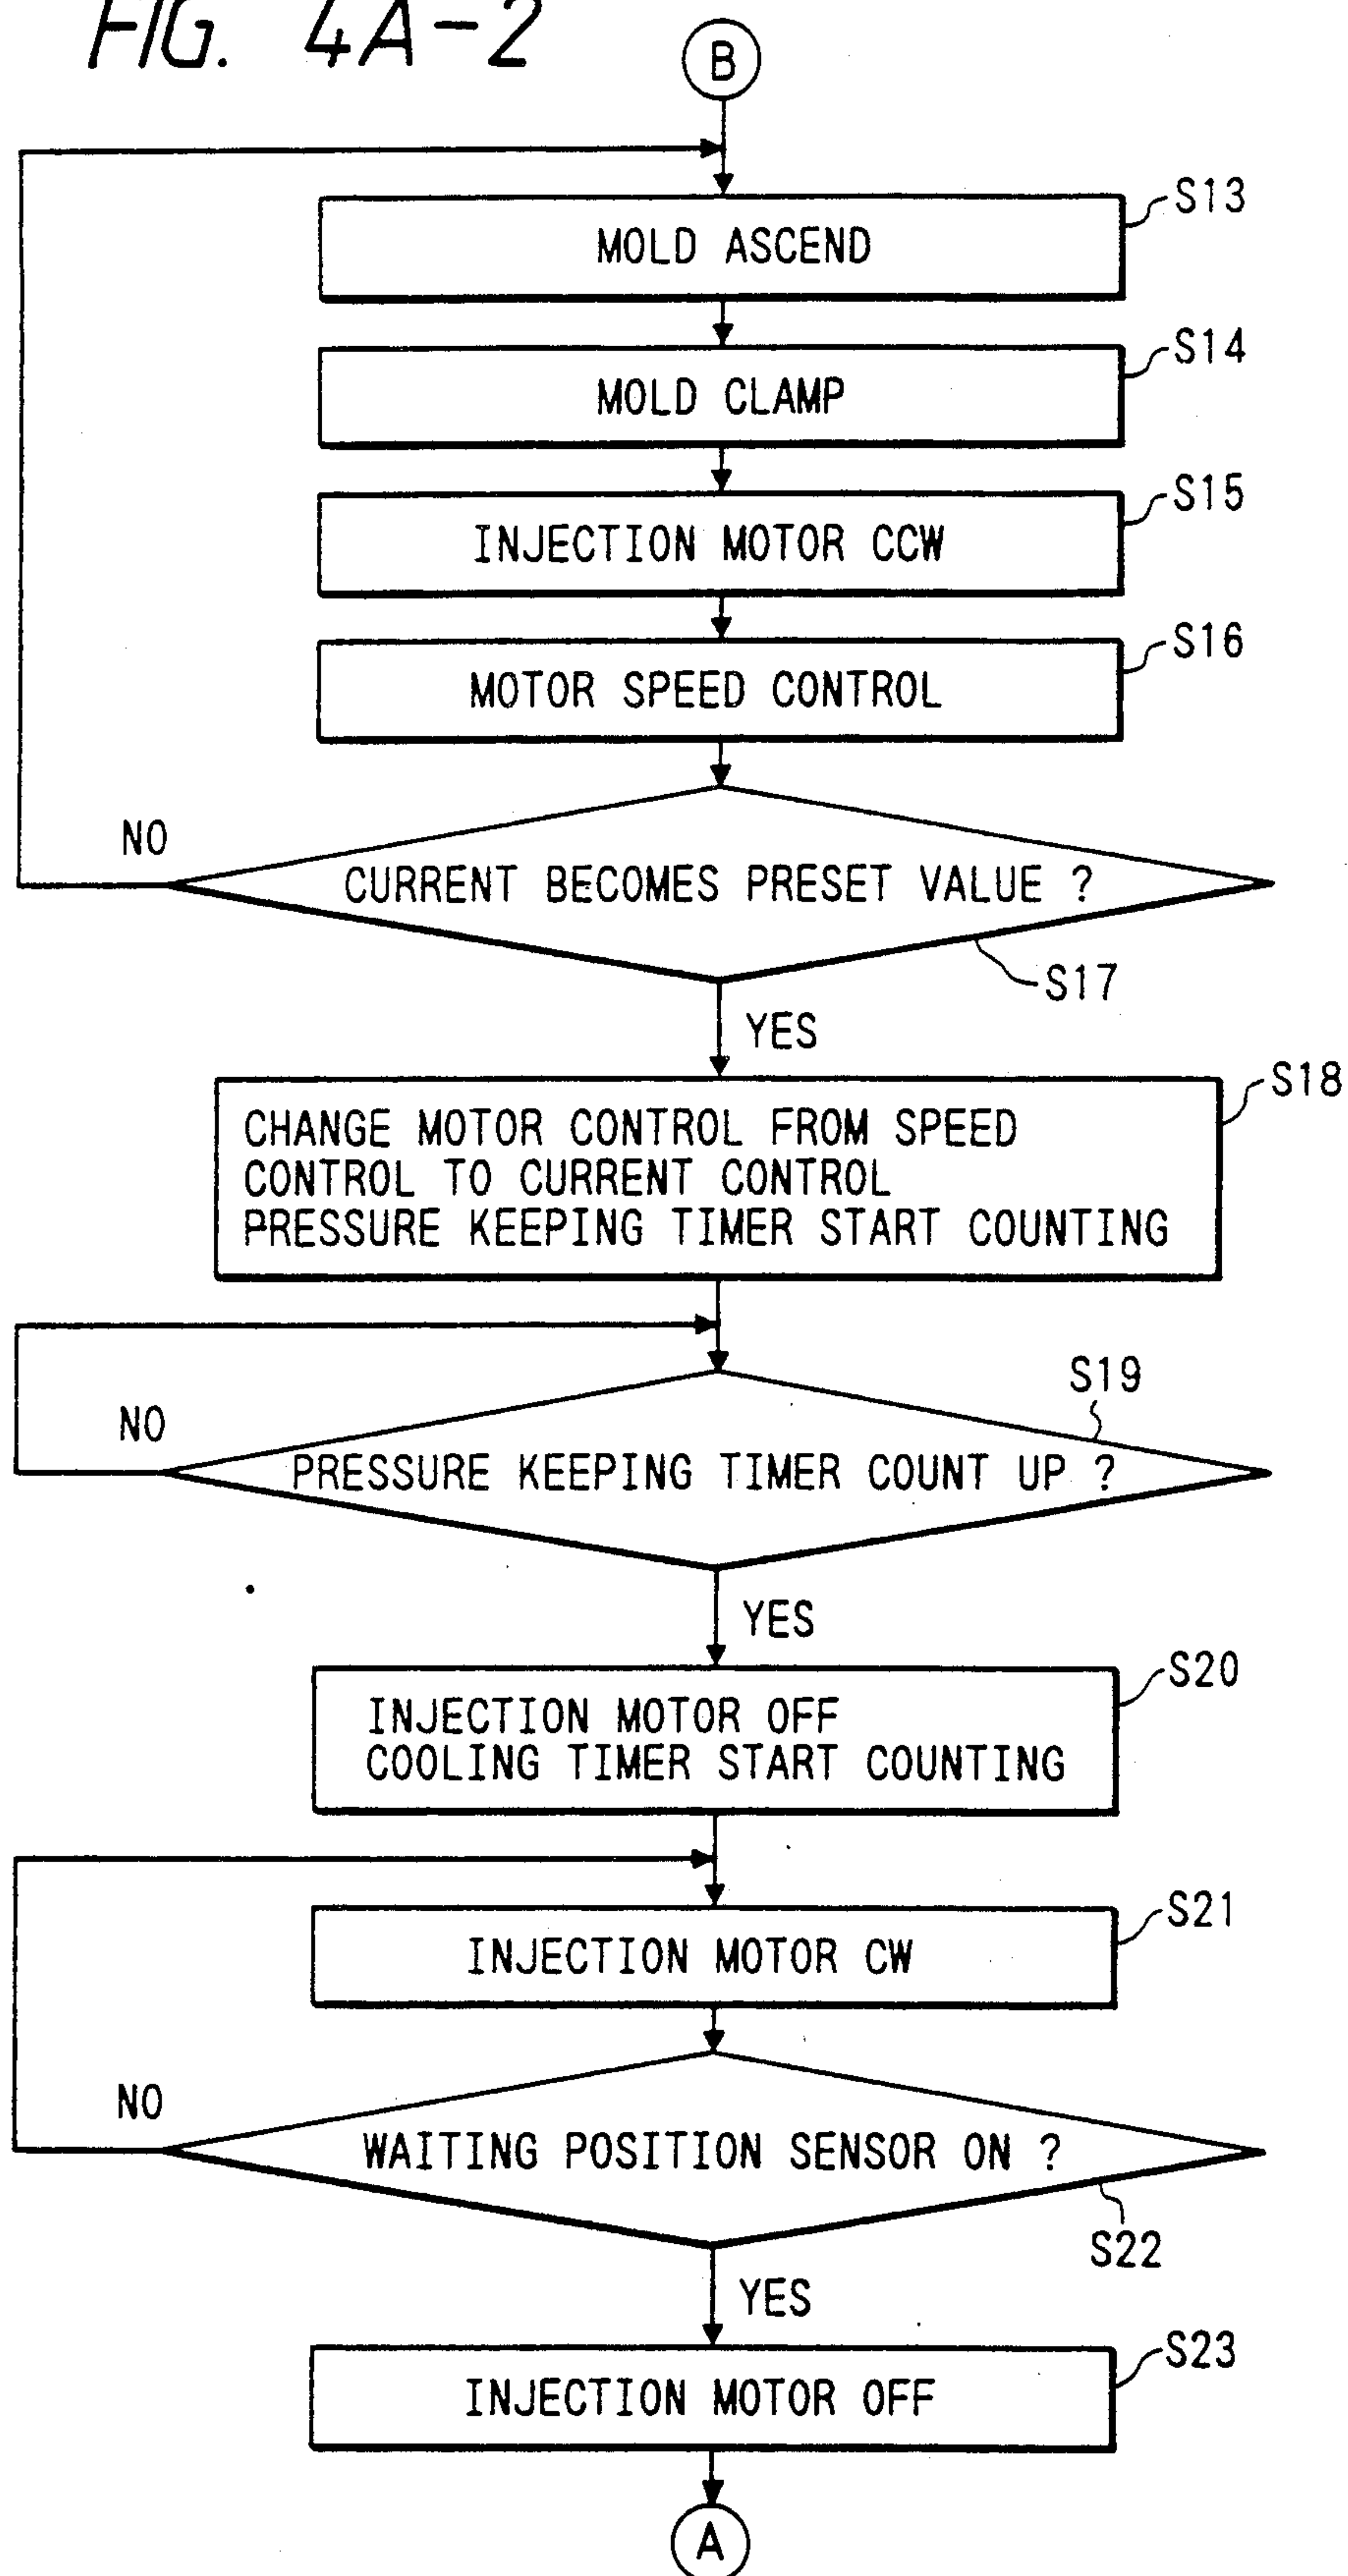 FIG. 4A-2
B
S13
MOLD ASCEND
S14
MOLD CLAMP
S15
INJECTION MOTOR CCW
S16
MOTOR SPEED CONTROL
NO
CURRENT BECOMES PRESET VALUE ?
S17
YES
S18
CHANGE MOTOR CONTROL FROM SPEED
CONTROL TO CURRENT CONTROL
PRESSURE KEEPING TIMER START COUNTING
S19
NO
PRESSURE KEEPING TIMER COUNT UP ?
YES
S20
INJECTION MOTOR OFF
COOLING TIMER START COUNTING
S21
INJECTION MOTOR CW
NO
WAITING POSITION SENSOR ON ?
S22
YES
S23
INJECTION MOTOR OFF
A